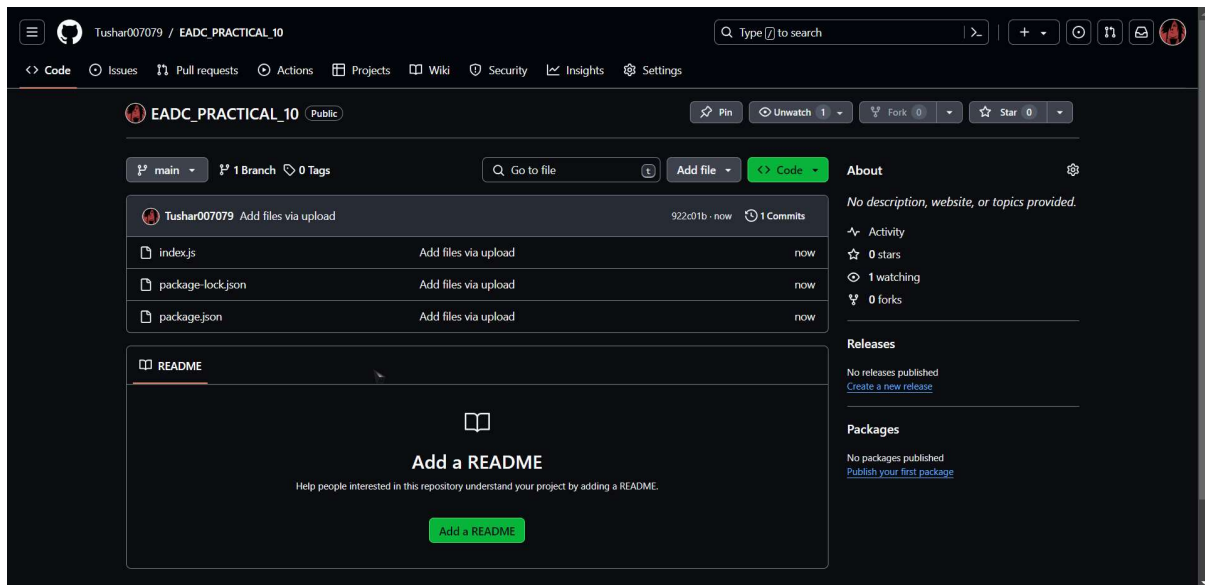 Tushar007079 / EADC_PRACTICAL_10
Type / to search
Code Issues Pull requests Actions Projects Wiki Security Insights Settings
EADC_PRACTICAL_10 Public
Pin Unwatch 1 Fork 0 Star 0
main 1 Branch 0 Tags
Go to file t Add file Code
Tushar007079 Add files via upload 922c01b · now 1 Commits
index.js Add files via upload now
package-lock.json Add files via upload now
package.json Add files via upload now
README
Add a README
Help people interested in this repository understand your project by adding a README.
Add a README
About
No description, website, or topics provided.
Activity
0 stars
1 watching
0 forks
Releases
No releases published
Create a new release
Packages
No packages published
Publish your first package